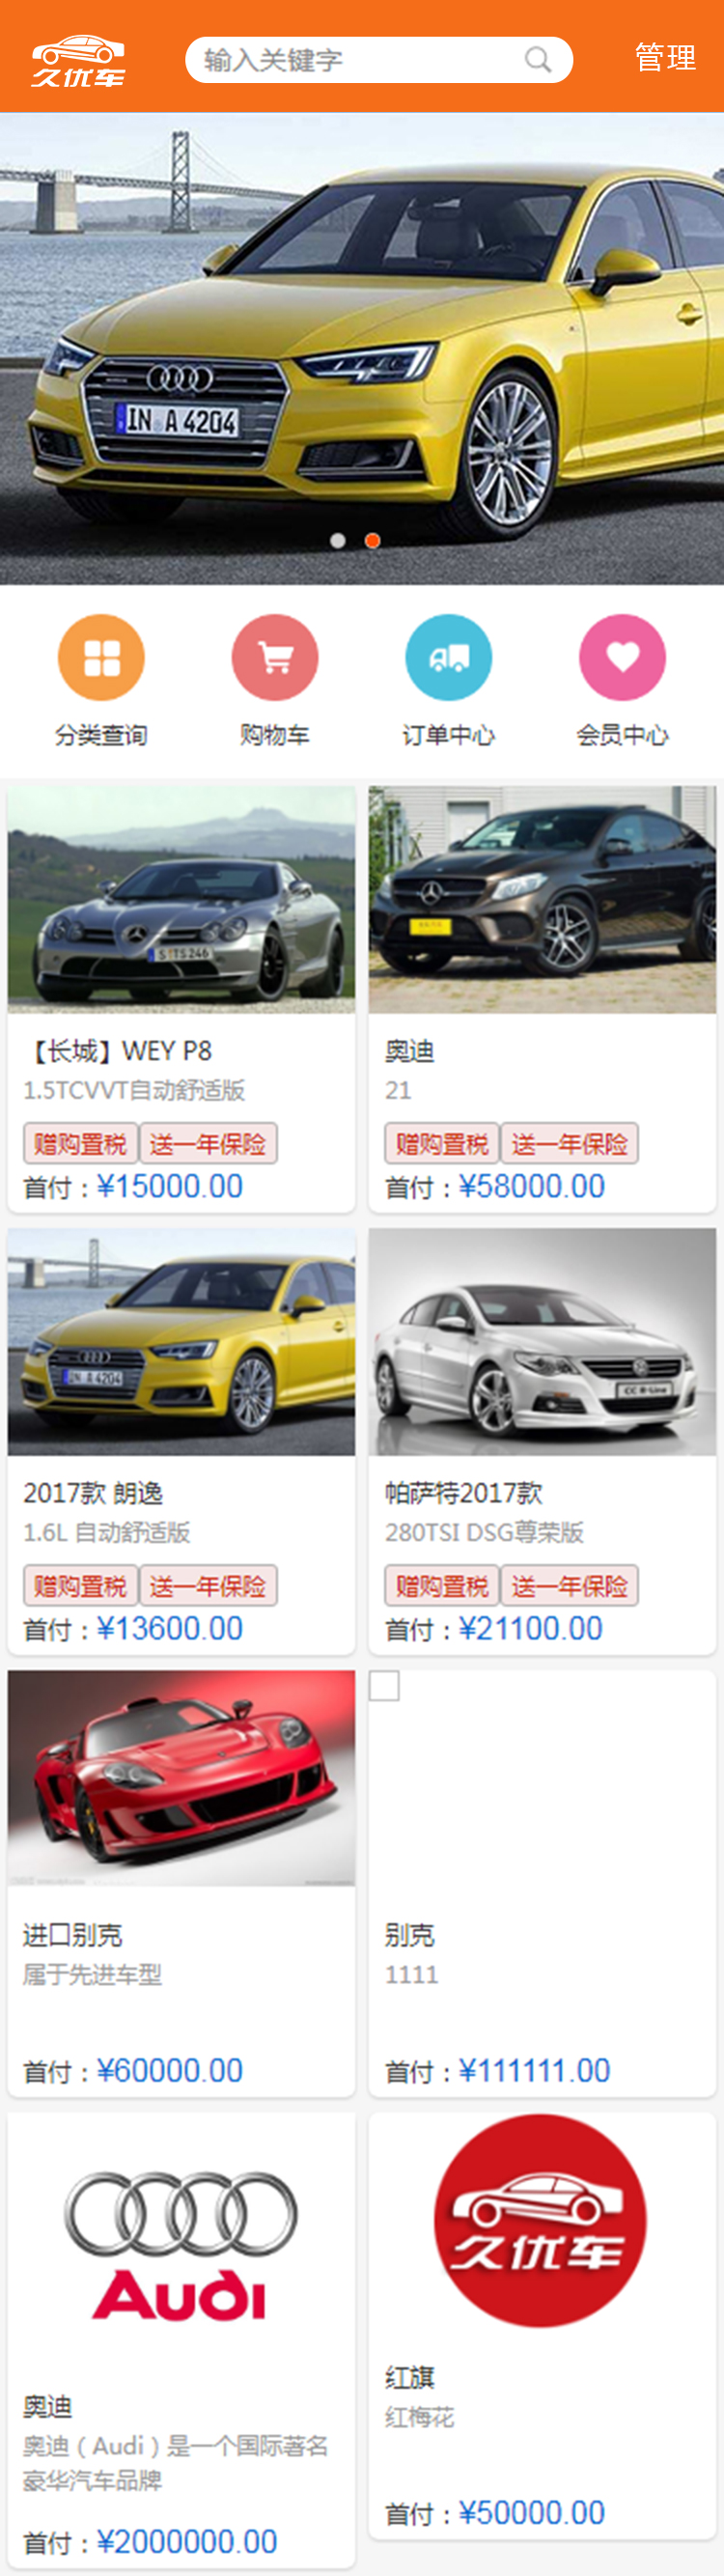 久优车
输入关键字
管理
IN A 4204
分类查询
购物车
订单中心
会员中心
S TS 246
【长城】WEY P8
1.5TCVVT自动舒适版
赠购置税
送一年保险
首付：¥15000.00
奥迪
21
赠购置税
送一年保险
首付：¥58000.00
IN A 4204
2017款 朗逸
1.6L 自动舒适版
赠购置税
送一年保险
首付：¥13600.00
CC R-Line
帕萨特2017款
280TSI DSG尊荣版
赠购置税
送一年保险
首付：¥21100.00
进口别克
属于先进车型
首付：¥60000.00
别克
1111
首付：¥111111.00
Audi
奥迪
奥迪（Audi）是一个国际著名
豪华汽车品牌
首付：¥2000000.00
久优车
红旗
红梅花
首付：¥50000.00